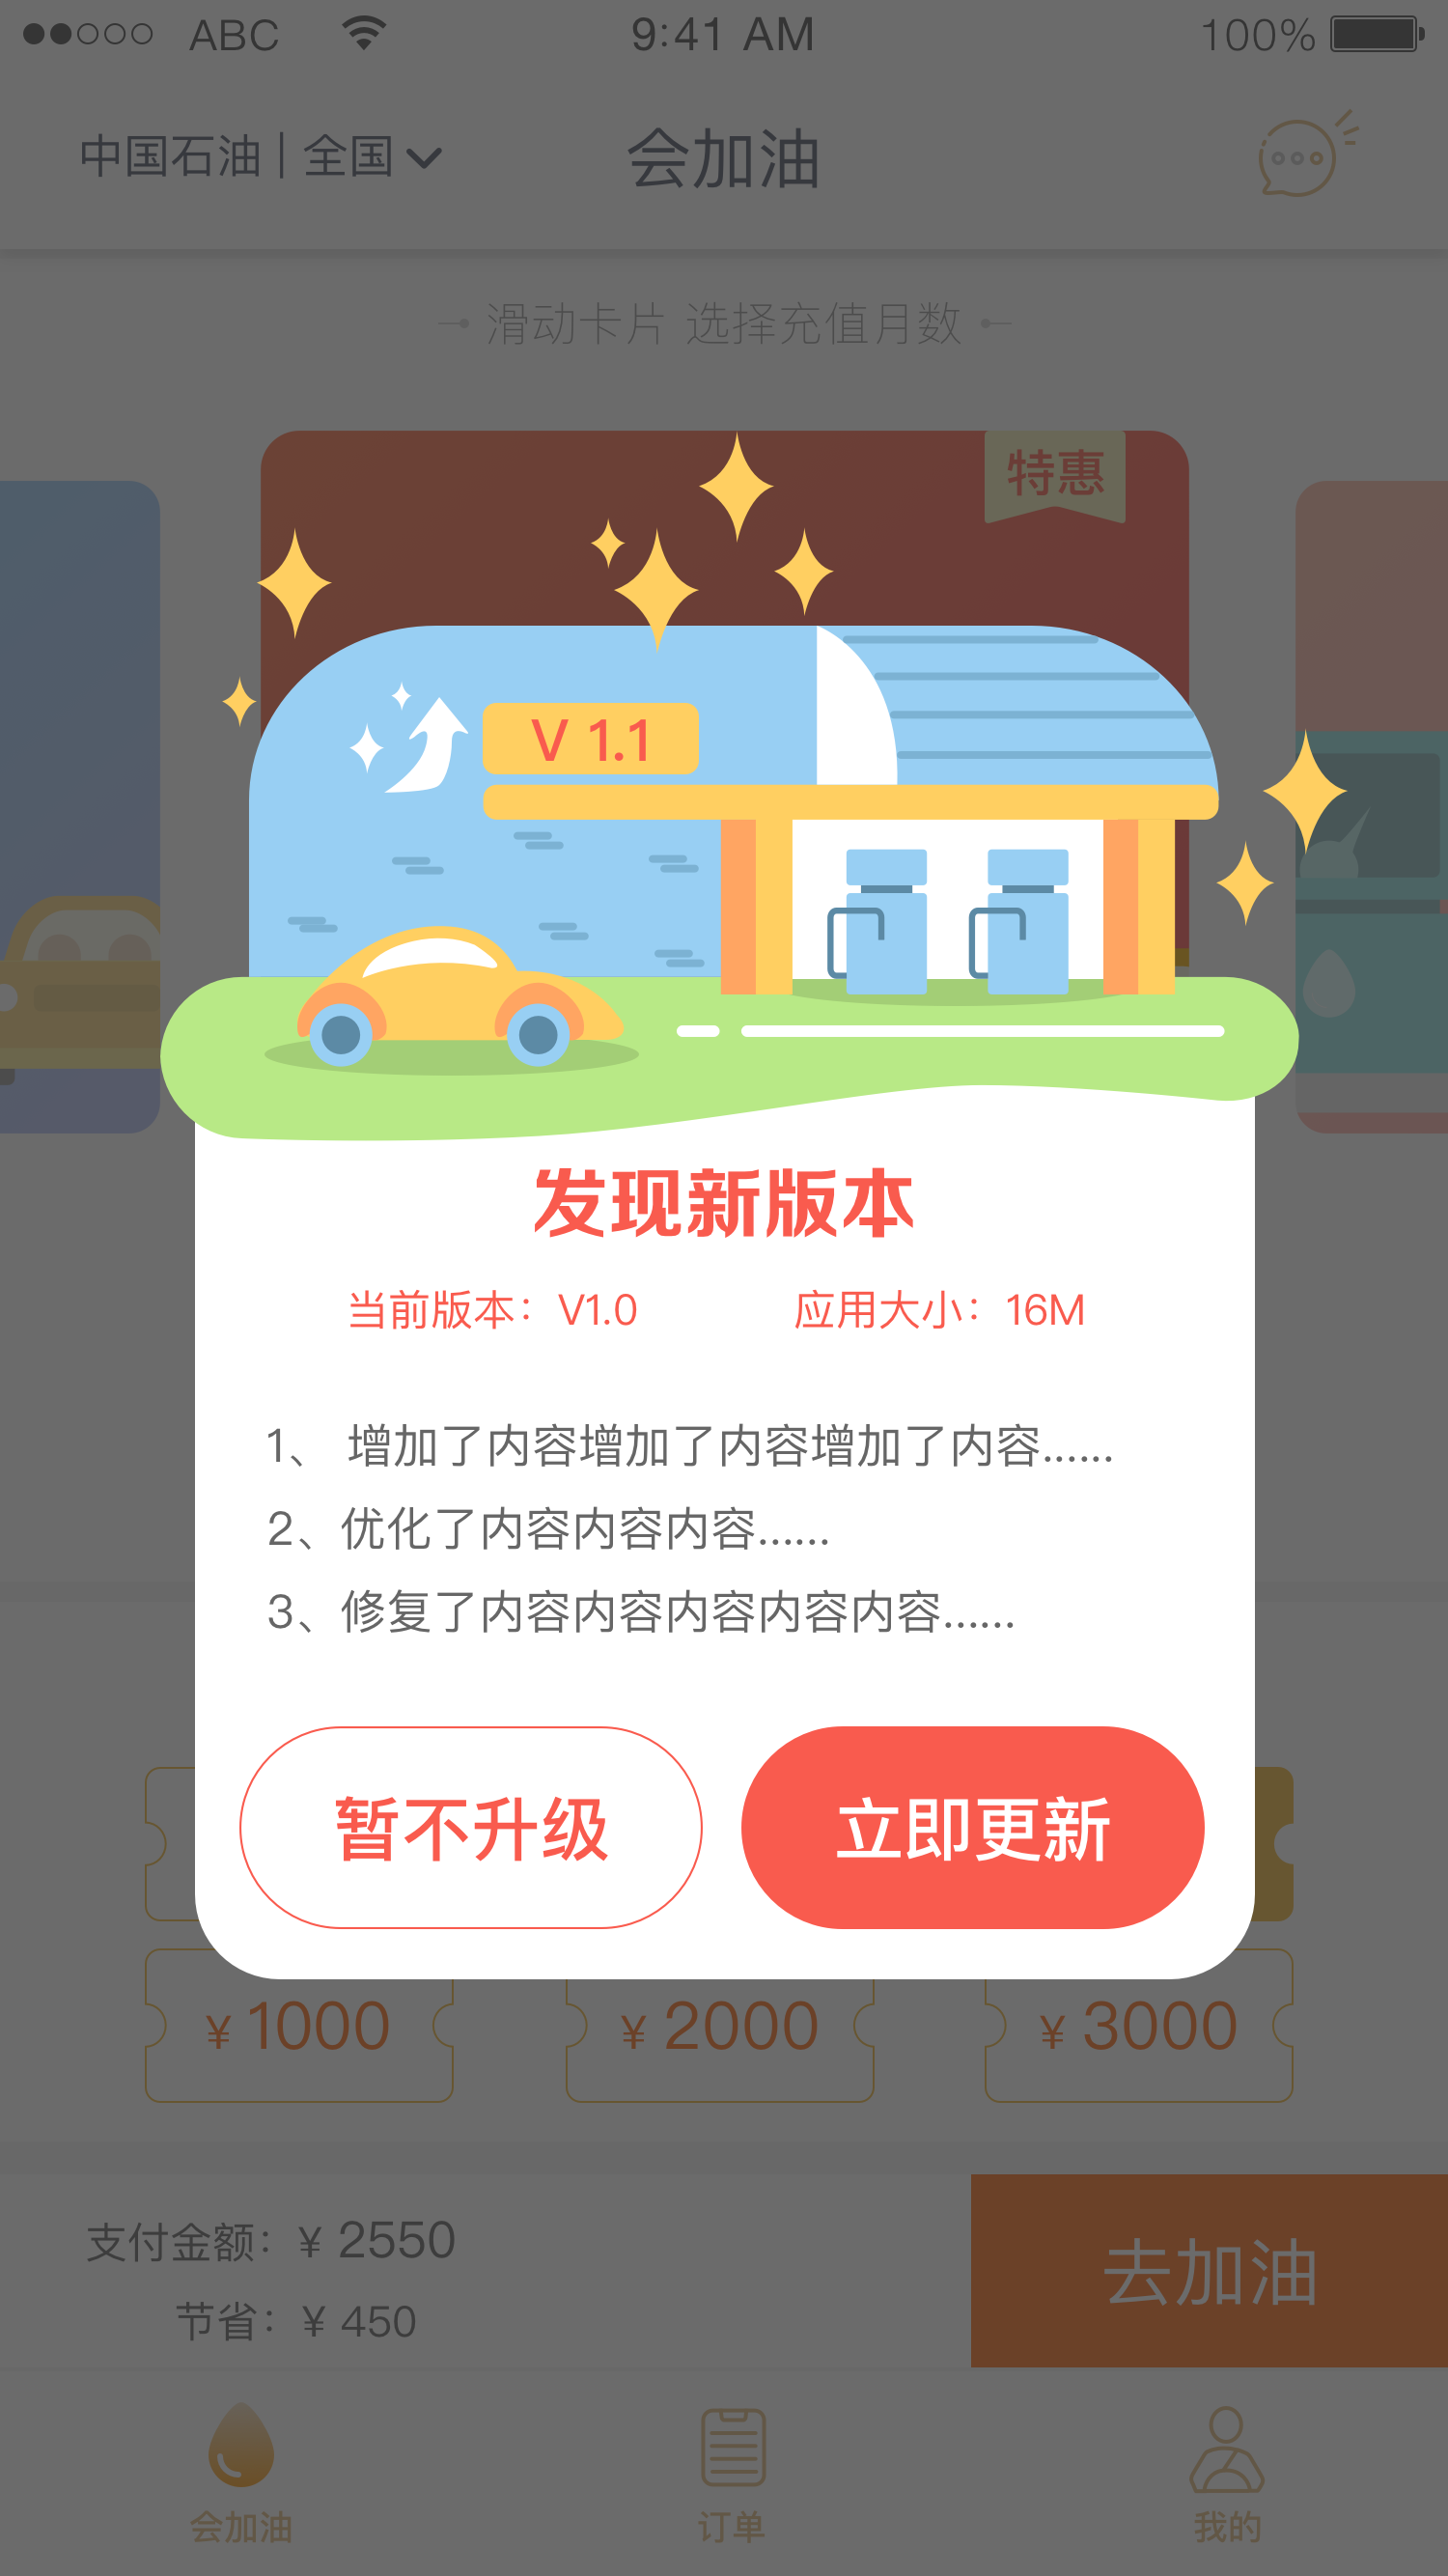 ABC 9:41 AM 100%
中国石油 | 全国 会加油
滑动卡片 选择充值月数
特惠
V 1.1
发现新版本
当前版本：V1.0 应用大小：16M
1、 增加了内容增加了内容增加了内容……
2、优化了内容内容内容……
3、修复了内容内容内容内容内容……
暂不升级 立即更新
¥ 1000 ¥ 2000 ¥ 3000
支付金额：¥ 2550
节省：¥ 450
去加油
会加油 订单 我的